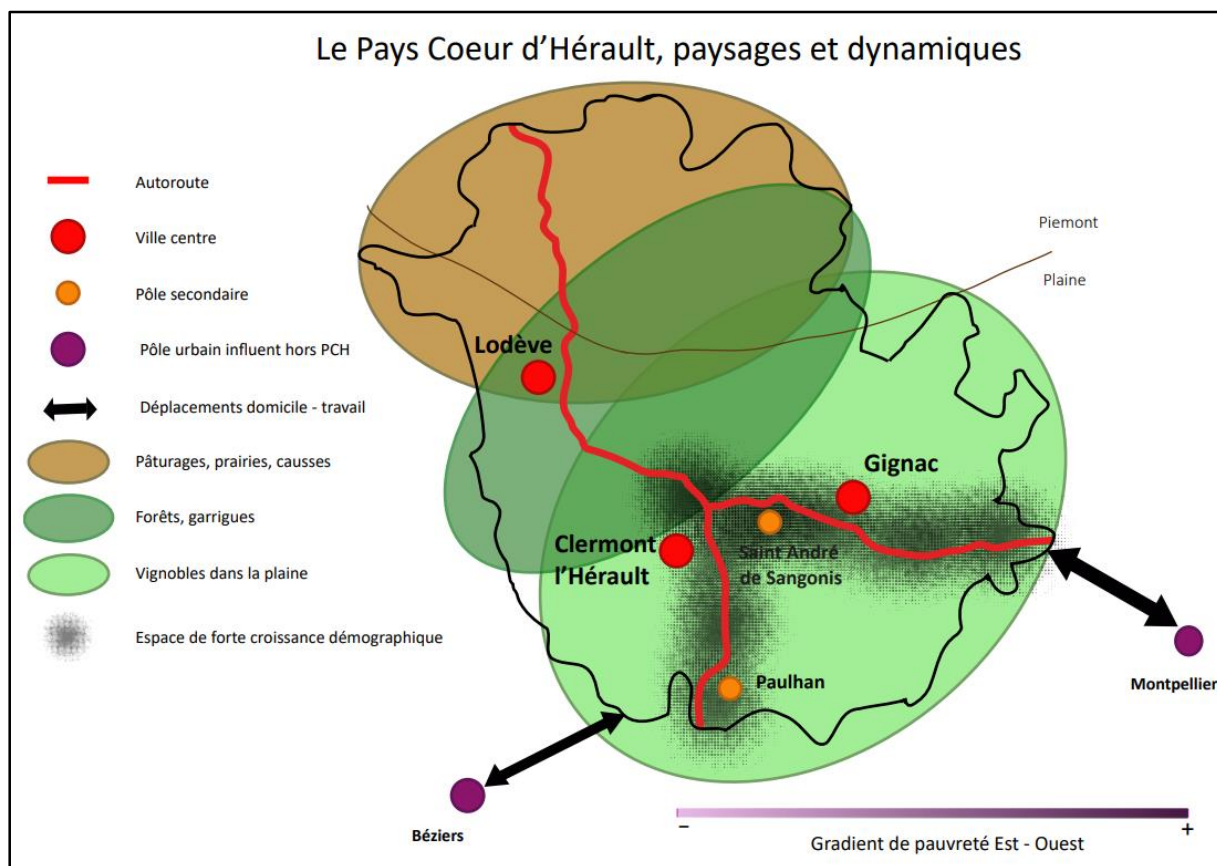 Le Pays Coeur d'Hérault, paysages et dynamiques
Autoroute
Ville centre
Pôle secondaire
Pôle urbain influent hors PCH
Déplacements domicile - travail
Pâturages, prairies, causses
Forêts, garrigues
Vignobles dans la plaine
Espace de forte croissance démographique
Piemont
Plaine
Lodève
Gignac
Clermont
l'Hérault
Saint André
de Sangonis
Paulhan
Montpellier
Béziers
− +
Gradient de pauvreté Est - Ouest